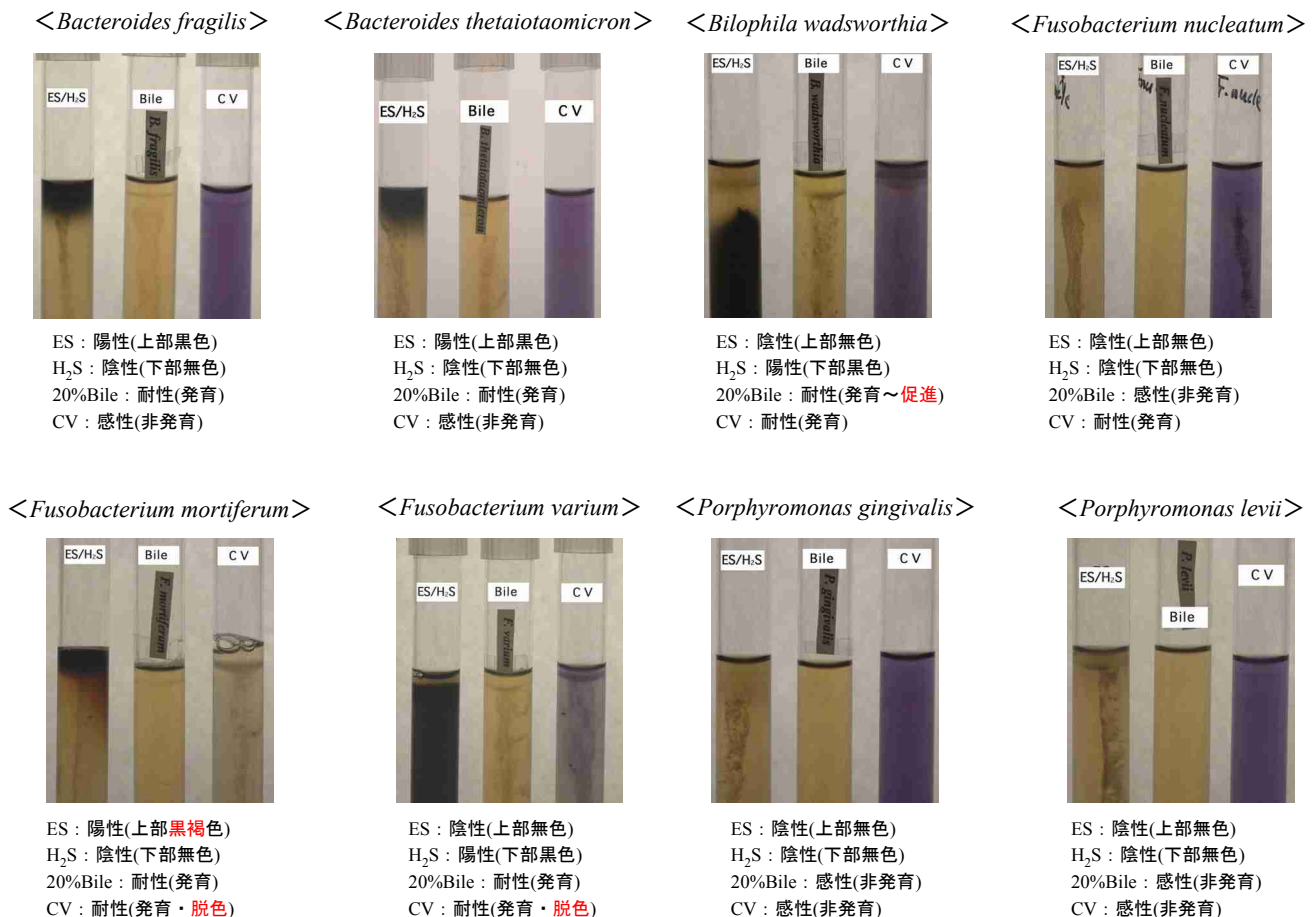 ＜Bacteroides fragilis＞
ES/H₂S
Bile
C V
B. fragilis
ES：陽性(上部黒色)
H₂S：陰性(下部無色)
20%Bile：耐性(発育)
CV：感性(非発育)
＜Bacteroides thetaiotaomicron＞
ES/H₂S
Bile
C V
B. thetaiotaomicron
ES：陽性(上部黒色)
H₂S：陰性(下部無色)
20%Bile：耐性(発育)
CV：感性(非発育)
＜Bilophila wadsworthia＞
ES/H₂S
Bile
C V
B. wadsworthia
ES：陰性(上部無色)
H₂S：陽性(下部黒色)
20%Bile：耐性(発育～促進)
CV：耐性(発育)
＜Fusobacterium nucleatum＞
ES/H₂S
Bile
C V
F. nucleatum
F. nucle
ES：陰性(上部無色)
H₂S：陰性(下部無色)
20%Bile：感性(非発育)
CV：耐性(発育)
＜Fusobacterium mortiferum＞
ES/H₂S
Bile
C V
F. mortiferum
ES：陽性(上部黒褐色)
H₂S：陰性(下部無色)
20%Bile：耐性(発育)
CV：耐性(発育・脱色)
＜Fusobacterium varium＞
ES/H₂S
Bile
C V
F. varium
ES：陰性(上部無色)
H₂S：陽性(下部黒色)
20%Bile：耐性(発育)
CV：耐性(発育・脱色)
＜Porphyromonas gingivalis＞
ES/H₂S
Bile
C V
P. gingivalis
ES：陰性(上部無色)
H₂S：陰性(下部無色)
20%Bile：感性(非発育)
CV：感性(非発育)
＜Porphyromonas levii＞
ES/H₂S
P. levii
Bile
C V
ES：陰性(上部無色)
H₂S：陰性(下部無色)
20%Bile：感性(非発育)
CV：感性(非発育)